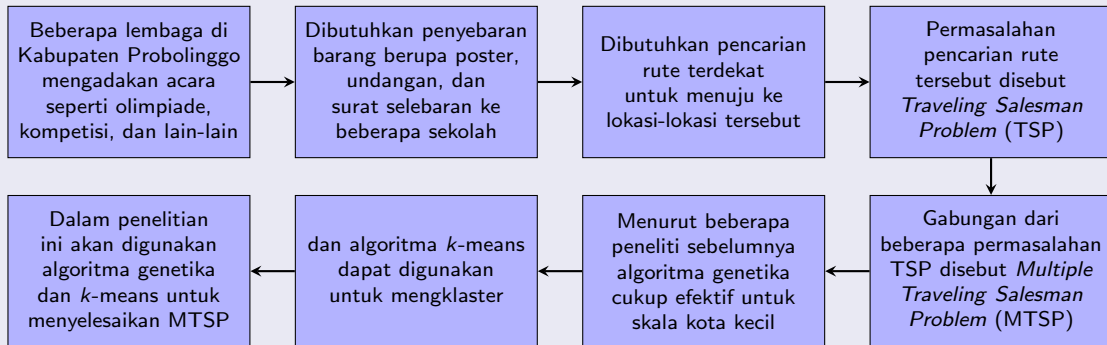 Beberapa lembaga di
Kabupaten Probolinggo
mengadakan acara
seperti olimpiade,
kompetisi, dan lain-lain
Dibutuhkan penyebaran
barang berupa poster,
undangan, dan
surat selebaran ke
beberapa sekolah
Dibutuhkan pencarian
rute terdekat
untuk menuju ke
lokasi-lokasi tersebut
Permasalahan
pencarian rute
tersebut disebut
Traveling Salesman
Problem (TSP)
Gabungan dari
beberapa permasalahan
TSP disebut Multiple
Traveling Salesman
Problem (MTSP)
Menurut beberapa
peneliti sebelumnya
algoritma genetika
cukup efektif untuk
skala kota kecil
dan algoritma k-means
dapat digunakan
untuk mengklaster
Dalam penelitian
ini akan digunakan
algoritma genetika
dan k-means untuk
menyelesaikan MTSP